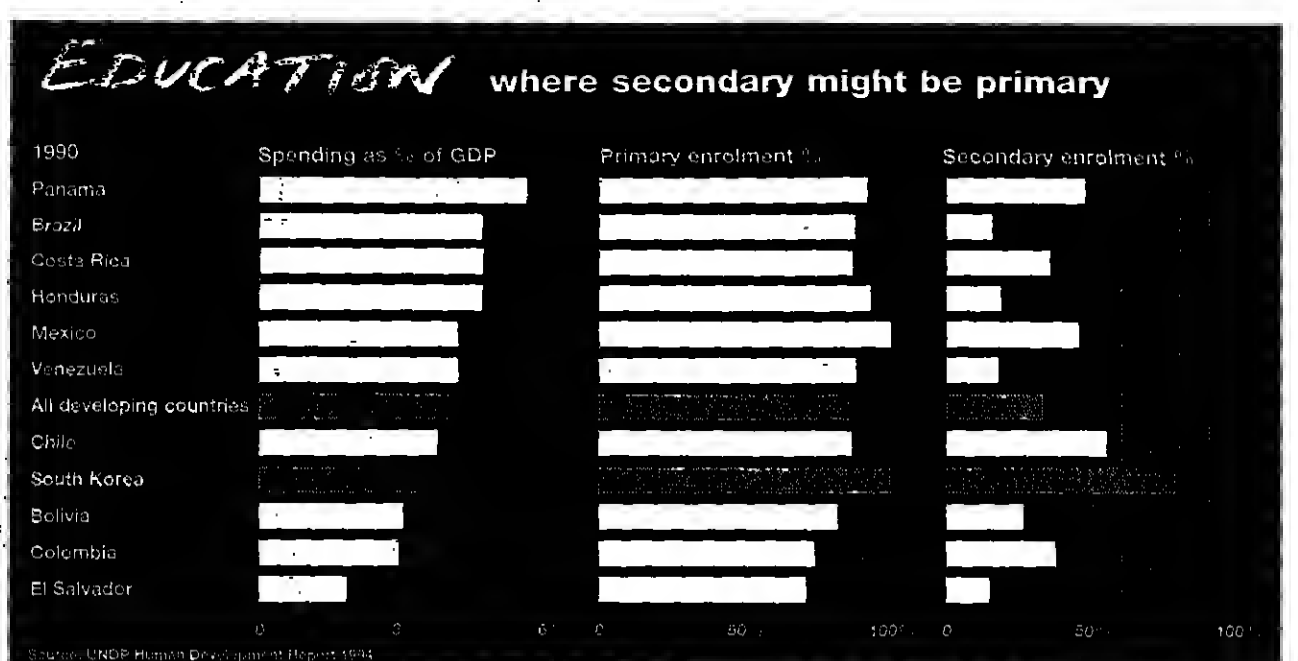 EDUCATION where secondary might be primary
1990 Spending as % of GDP Primary enrolment % Secondary enrolment %
Panama
Brazil
Costa Rica
Honduras
Mexico
Venezuela
All developing countries
Chile
South Korea
Bolivia
Colombia
El Salvador
0 3 6 0 50% 100% 0 50% 100%
Source: UNDP Human Development Report 1994